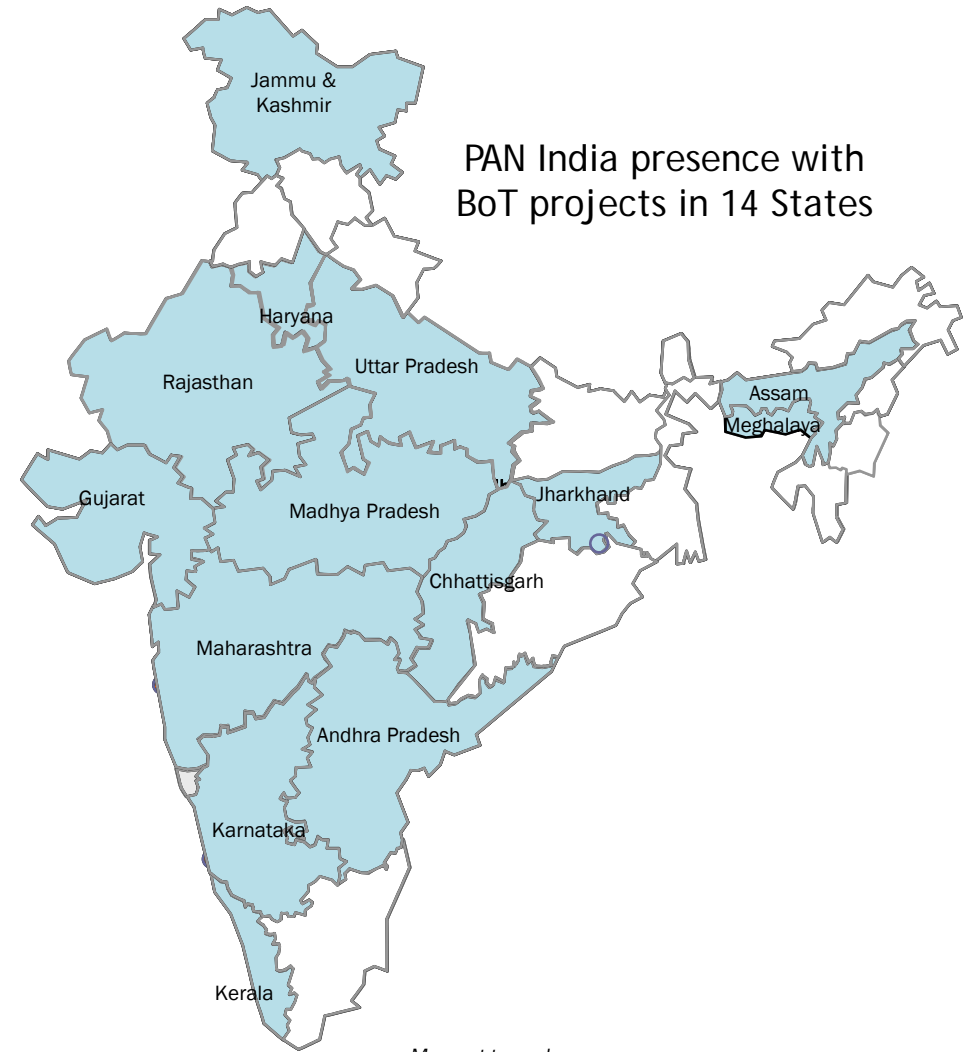 Jammu &
Kashmir
PAN India presence with
BoT projects in 14 States
Haryana
Uttar Pradesh
Rajasthan
Assam
Meghalaya
Gujarat
Jharkhand
Madhya Pradesh
Chhattisgarh
Maharashtra
Andhra Pradesh
Karnataka
Kerala